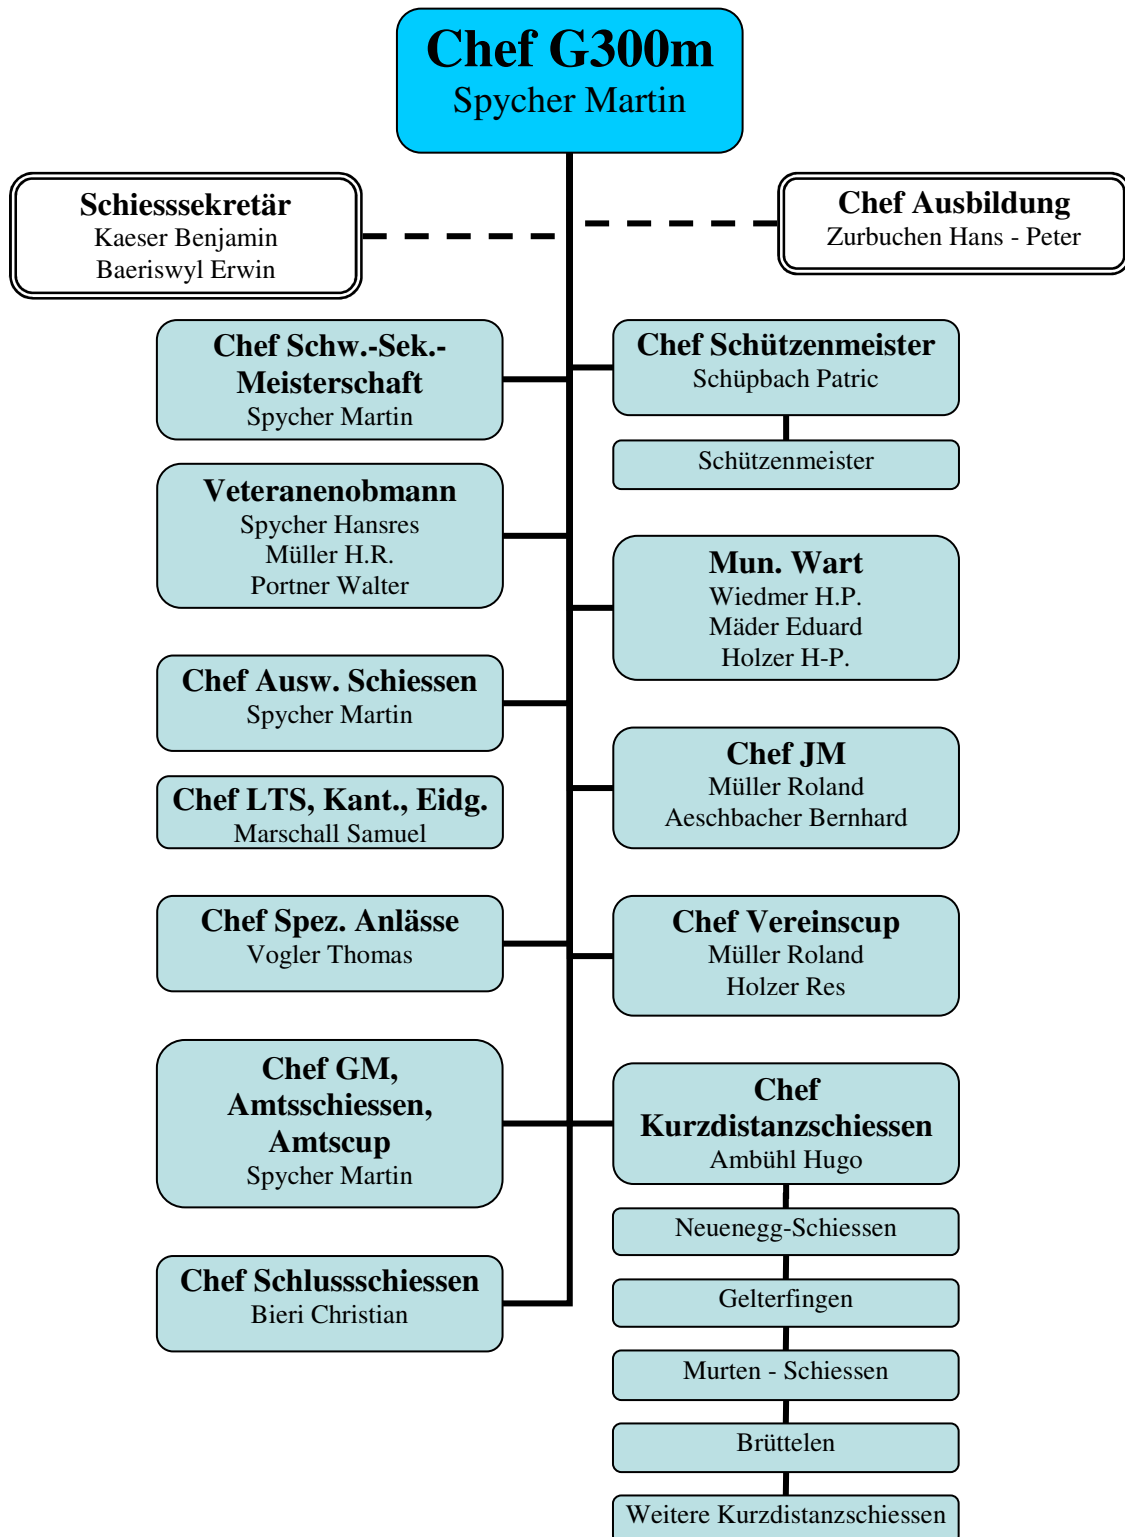 Chef G300m
Spycher Martin
Schiesssekretär
Kaeser Benjamin
Baeriswyl Erwin
Chef Ausbildung
Zurbuchen Hans - Peter
Chef Schw.-Sek.-
Meisterschaft
Spycher Martin
Chef Schützenmeister
Schüpbach Patric
Schützenmeister
Veteranenobmann
Spycher Hansres
Müller H.R.
Portner Walter
Mun. Wart
Wiedmer H.P.
Mäder Eduard
Holzer H-P.
Chef Ausw. Schiessen
Spycher Martin
Chef JM
Müller Roland
Aeschbacher Bernhard
Chef LTS, Kant., Eidg.
Marschall Samuel
Chef Spez. Anlässe
Vogler Thomas
Chef Vereinscup
Müller Roland
Holzer Res
Chef GM,
Amtsschiessen,
Amtscup
Spycher Martin
Chef
Kurzdistanzschiessen
Ambühl Hugo
Neuenegg-Schiessen
Chef Schlussschiessen
Bieri Christian
Gelterfingen
Murten - Schiessen
Brüttelen
Weitere Kurzdistanzschiessen